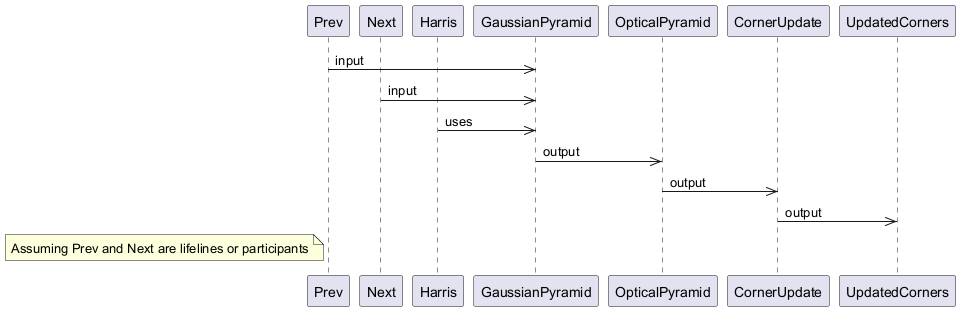 Prev Next Harris GaussianPyramid OpticalPyramid CornerUpdate UpdatedCorners
input
input
uses
output
output
output
Assuming Prev and Next are lifelines or participants
Prev Next Harris GaussianPyramid OpticalPyramid CornerUpdate UpdatedCorners